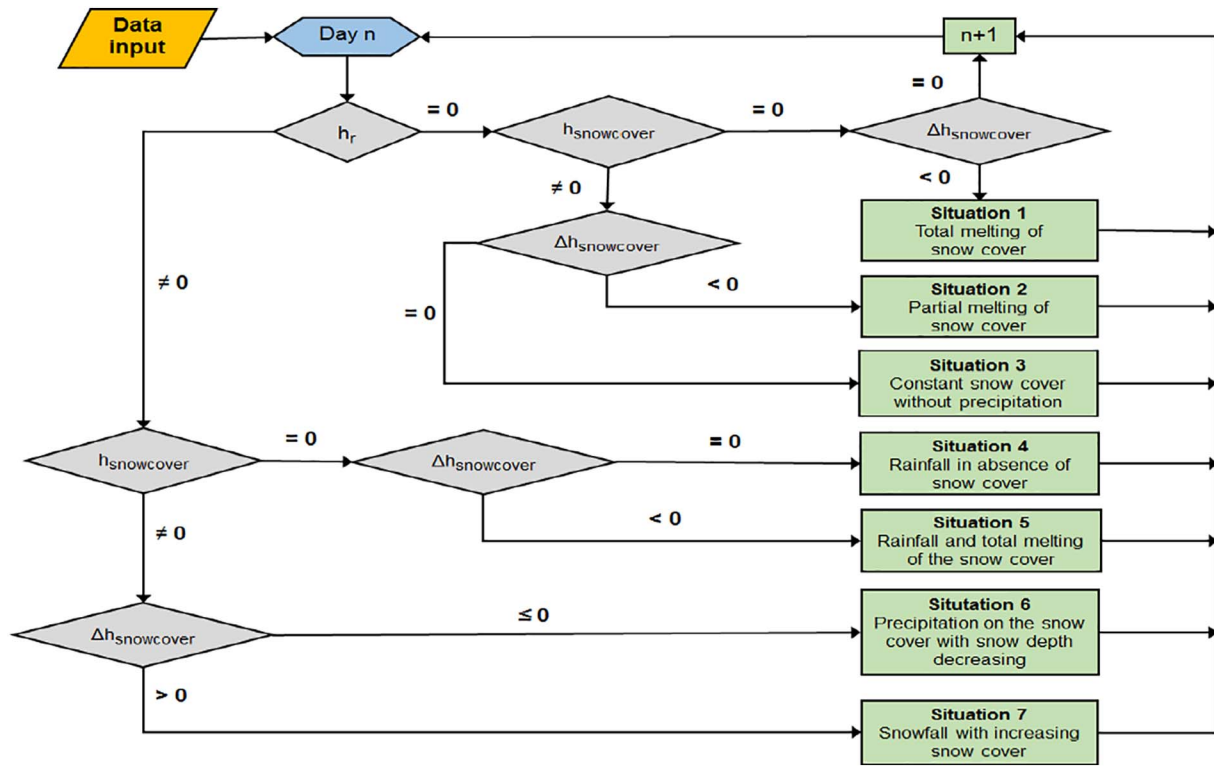 Data
input
Day n
n+1
= 0
= 0
= 0
hr
hsnowcover
Δhsnowcover
≠ 0
< 0
Situation 1
Total melting of
snow cover
Δhsnowcover
≠ 0
< 0
= 0
Situation 2
Partial melting of
snow cover
Situation 3
Constant snow cover
without precipitation
hsnowcover
= 0
Δhsnowcover
= 0
Situation 4
Rainfall in absence of
snow cover
≠ 0
< 0
Situation 5
Rainfall and total melting
of the snow cover
Δhsnowcover
≤ 0
Situtation 6
Precipitation on the snow
cover with snow depth
decreasing
> 0
Situation 7
Snowfall with increasing
snow cover